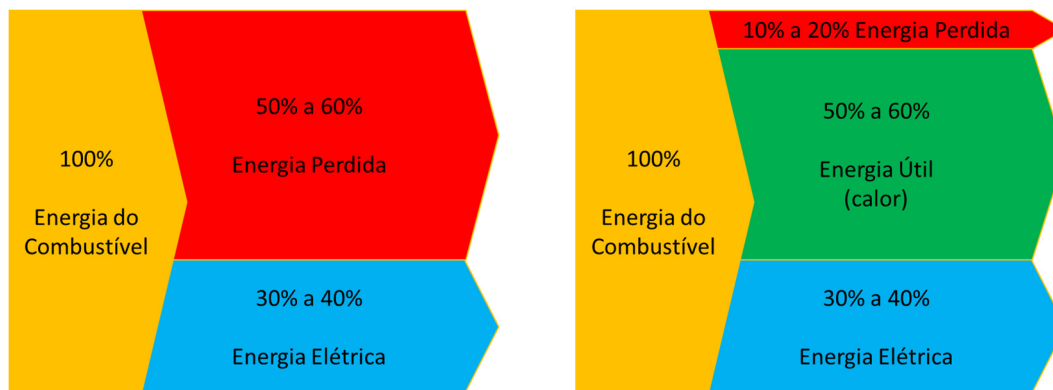 100%
Energia do
Combustível
50% a 60%
Energia Perdida
30% a 40%
Energia Elétrica
100%
Energia do
Combustível
10% a 20% Energia Perdida
50% a 60%
Energia Útil
(calor)
30% a 40%
Energia Elétrica